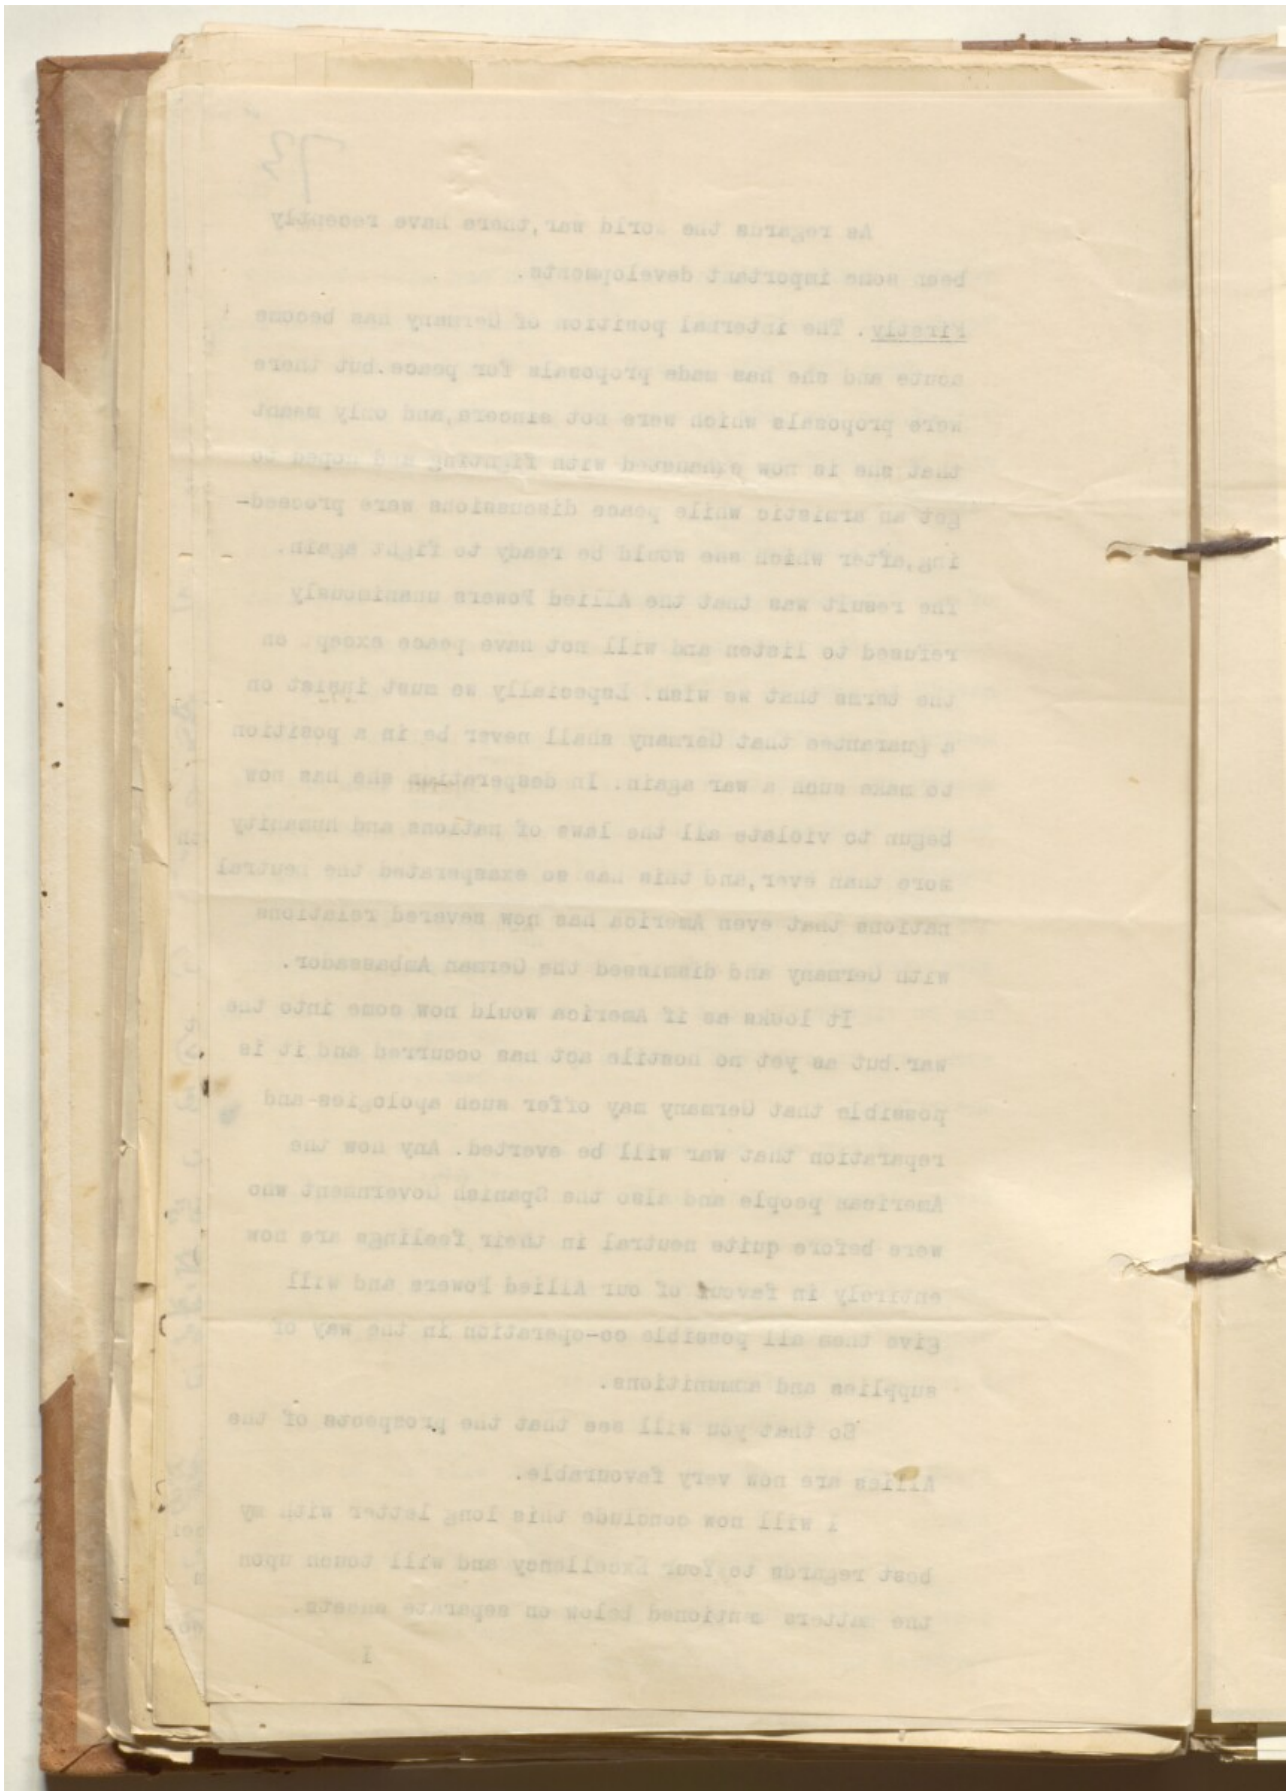 As regards the World war,there have recently
been some important developments.
Firstly. The internal position of Germany has become
acute and she has made proposals for peace.but there
were proposals which were not sincere,and only meant
that she is now exhausted with fighting and hoped to
get an armistic while peace discussions were proceed-
ing,after which she would be ready to fight again.
The result was that the Allied Powers unanimously
refused to listen and will not have peace except on
the terms that we wish. Especially we must insist on
a guarantee that Germany shall never be in a position
to make such a war again. In desperation she has now
begun to violate all the laws of nations and humanity
more than ever,and this has so exasperated the neutral
nations that even America has now severed relations
with Germany and dismissed the German Ambassador.
It looks as if America would now come into the
war.but as yet no hostile act has occurred and it is
possible that Germany may offer such apologies-and
reparation that war will be averted. Any how the
American people and also the Spanish Government who
were before quite neutral in their feelings are now
entirely in favour of our Allied Powers and will
give them all possible co-operation in the way of
supplies and ammunitions.
So that you will see that the prospects of the
Allies are now very favourable.
I will now conclude this long letter with my
best regards to Your Excellency and will touch upon
the matters mentioned below on separate sheets.
I